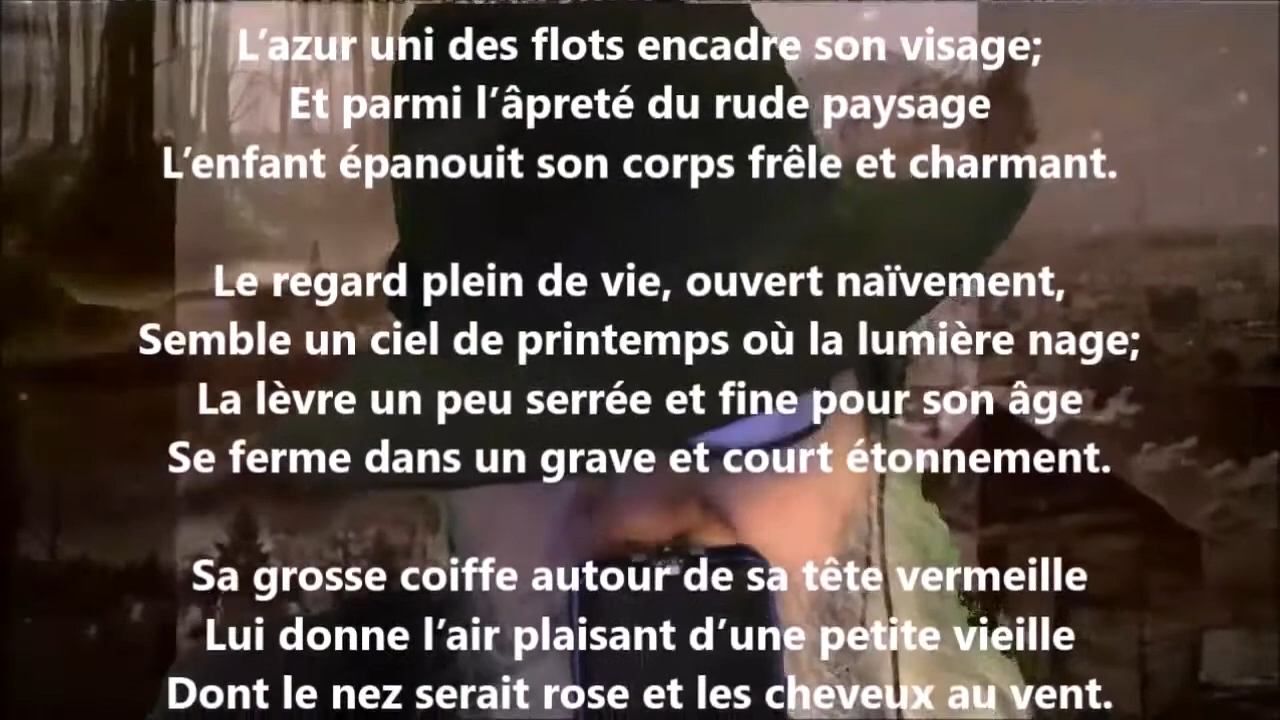 L’azur uni des flots encadre son visage;
Et parmi l’âpreté du rude paysage
L’enfant épanouit son corps frêle et charmant.
Le regard plein de vie, ouvert naïvement,
Semble un ciel de printemps où la lumière nage;
La lèvre un peu serrée et fine pour son âge
Se ferme dans un grave et court étonnement.
Sa grosse coiffe autour de sa tête vermeille
Lui donne l’air plaisant d’une petite vieille
Dont le nez serait rose et les cheveux au vent.